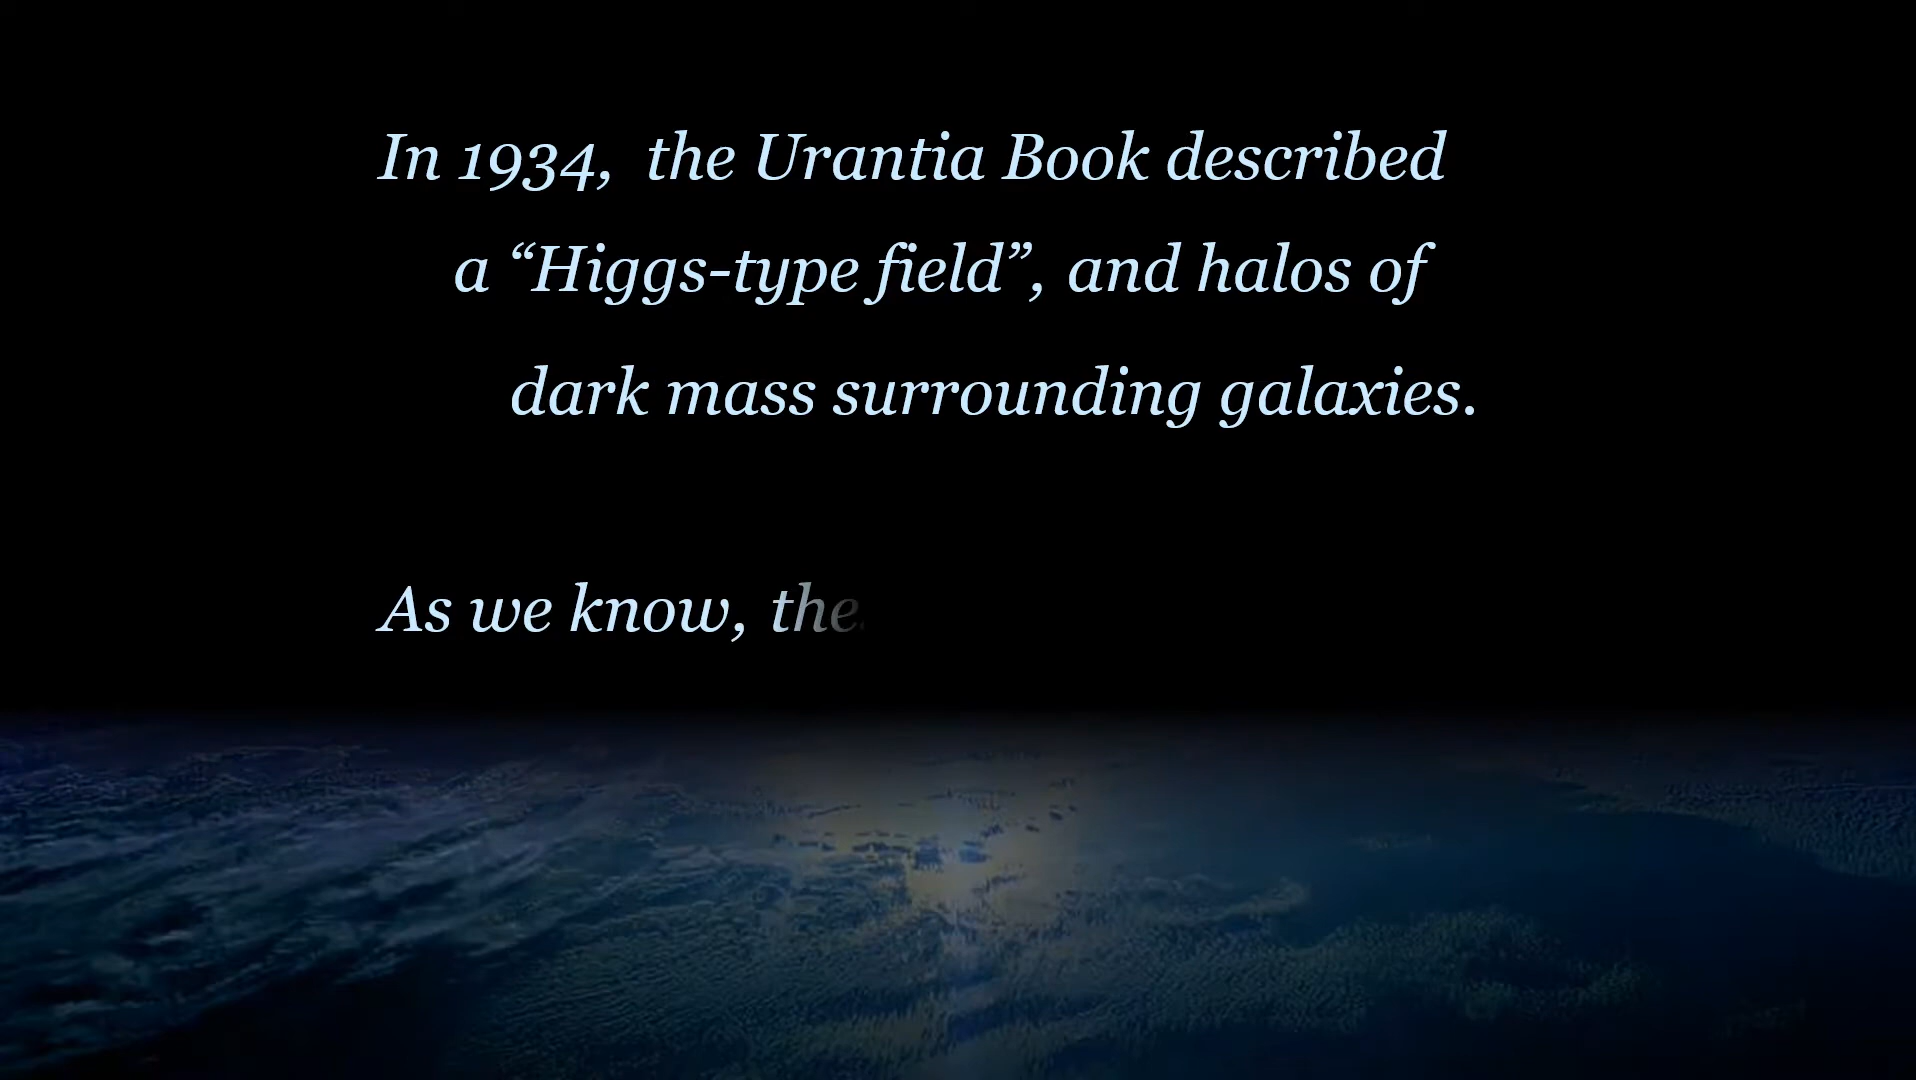 In 1934, the Urantia Book described
a “Higgs-type field”, and halos of
dark mass surrounding galaxies.
As we know, the